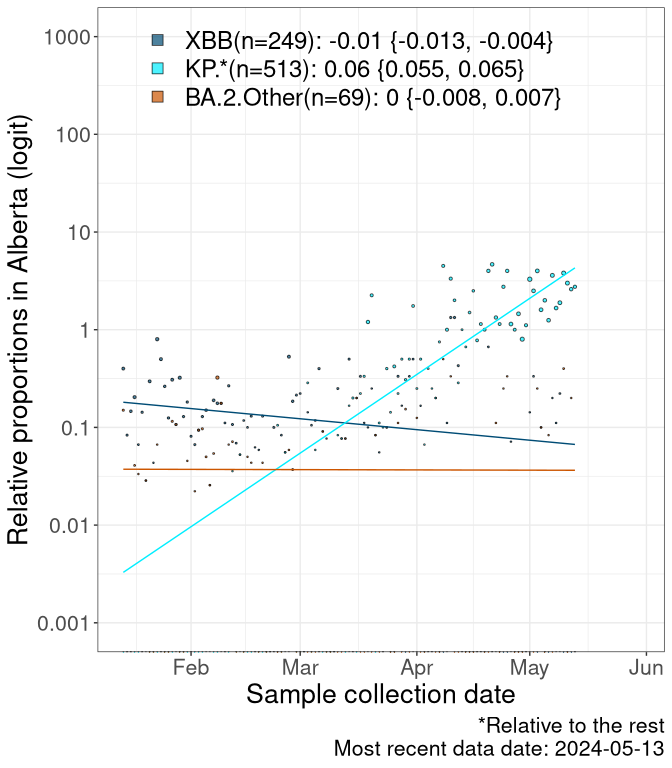 XBB(n=249): -0.01 {-0.013, -0.004}
KP.*(n=513): 0.06 {0.055, 0.065}
BA.2.Other(n=69): 0 {-0.008, 0.007}
Relative proportions in Alberta (logit)
1000
100
10
1
0.1
0.01
0.001
Feb Mar Apr May Jun
Sample collection date
*Relative to the rest
Most recent data date: 2024-05-13